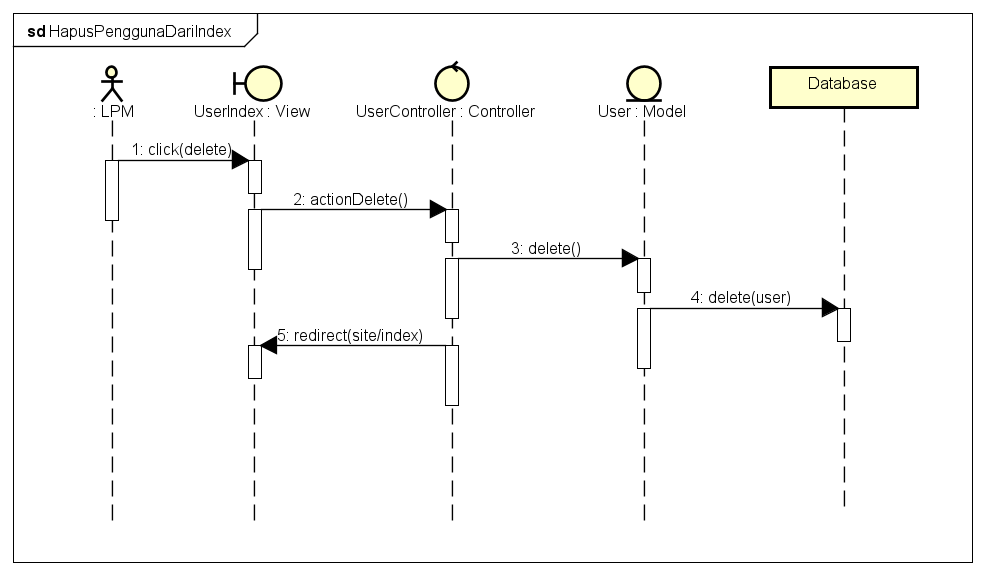 sd HapusPenggunaDariIndex
: LPM
UserIndex : View
UserController : Controller
User : Model
Database
1: click(delete)
2: actionDelete()
3: delete()
4: delete(user)
5: redirect(site/index)